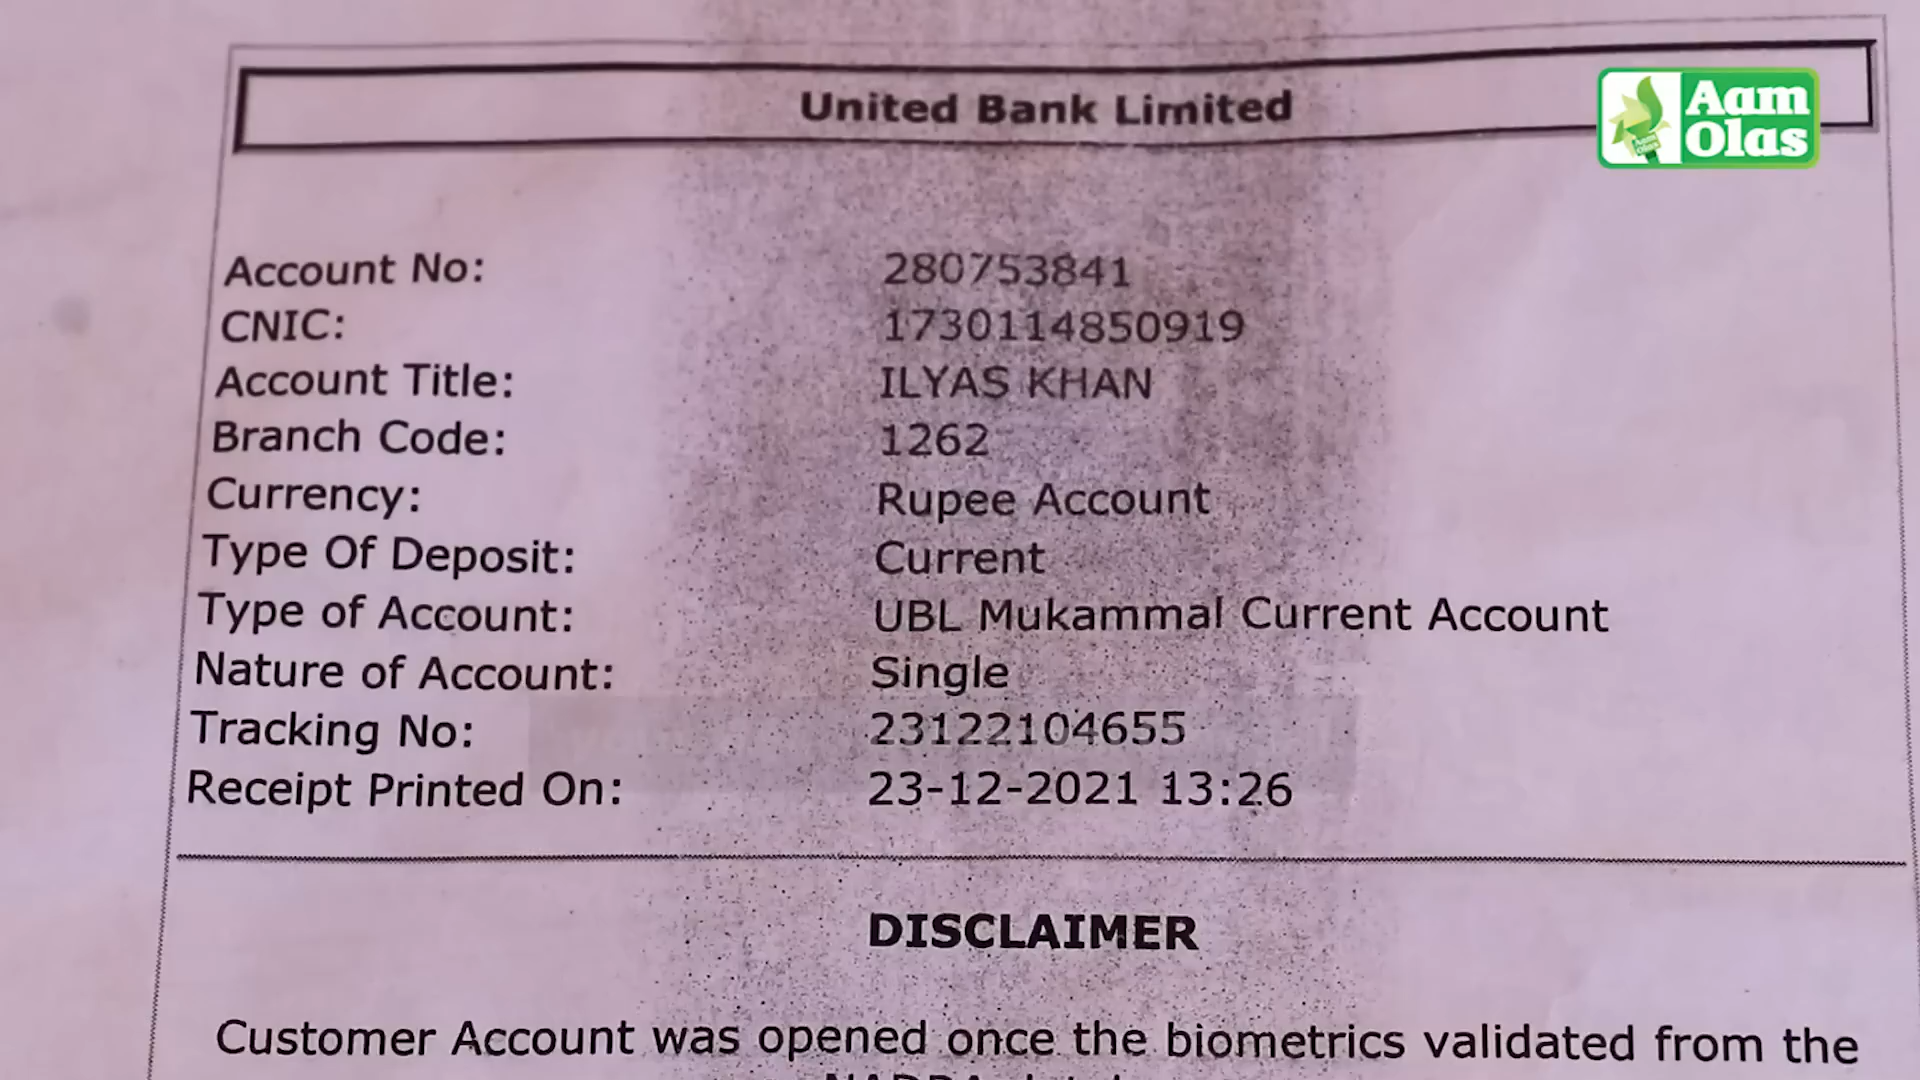 United Bank Limited
Aam
Olas
Account No: 280753841
CNIC: 1730114850919
Account Title: ILYAS KHAN
Branch Code: 1262
Currency: Rupee Account
Type Of Deposit: Current
Type of Account: UBL Mukammal Current Account
Nature of Account: Single
Tracking No: 23122104655
Receipt Printed On: 23-12-2021 13:26
DISCLAIMER
Customer Account was opened once the biometrics validated from the